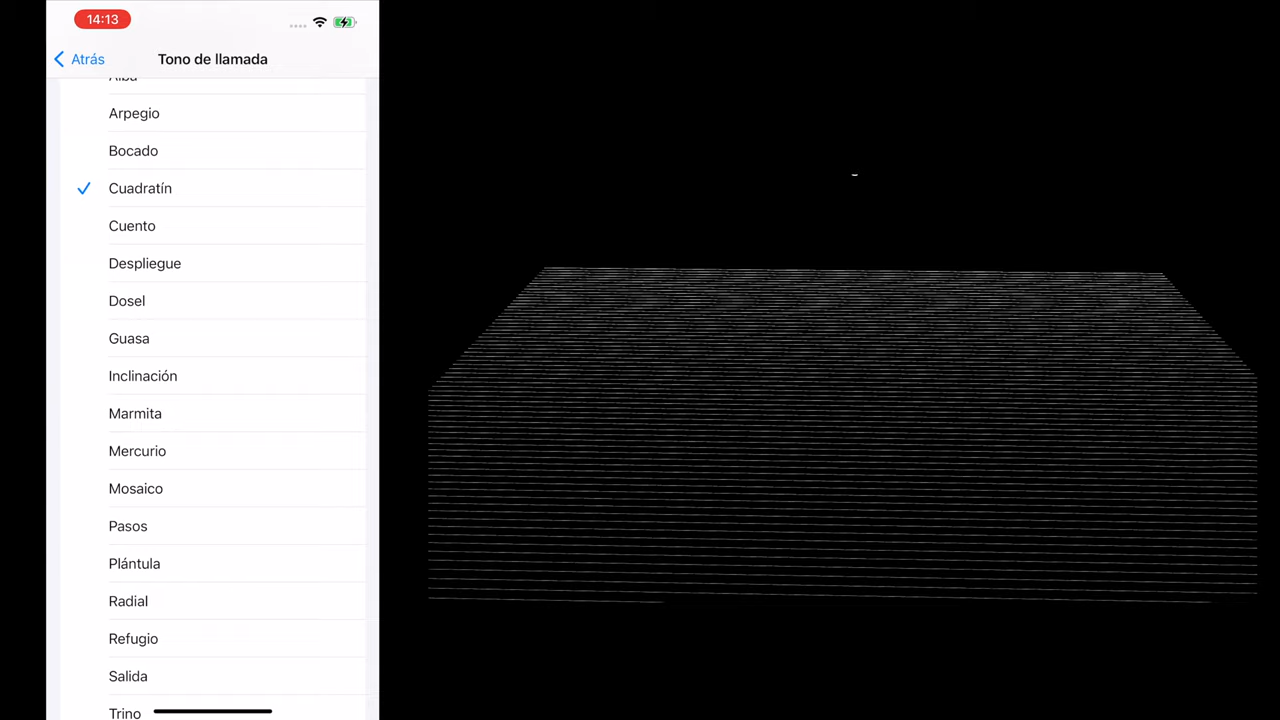 14:13
Atrás
Tono de llamada
Alba
Arpegio
Bocado
Cuadratín
Cuento
Despliegue
Dosel
Guasa
Inclinación
Marmita
Mercurio
Mosaico
Pasos
Plántula
Radial
Refugio
Salida
Trino